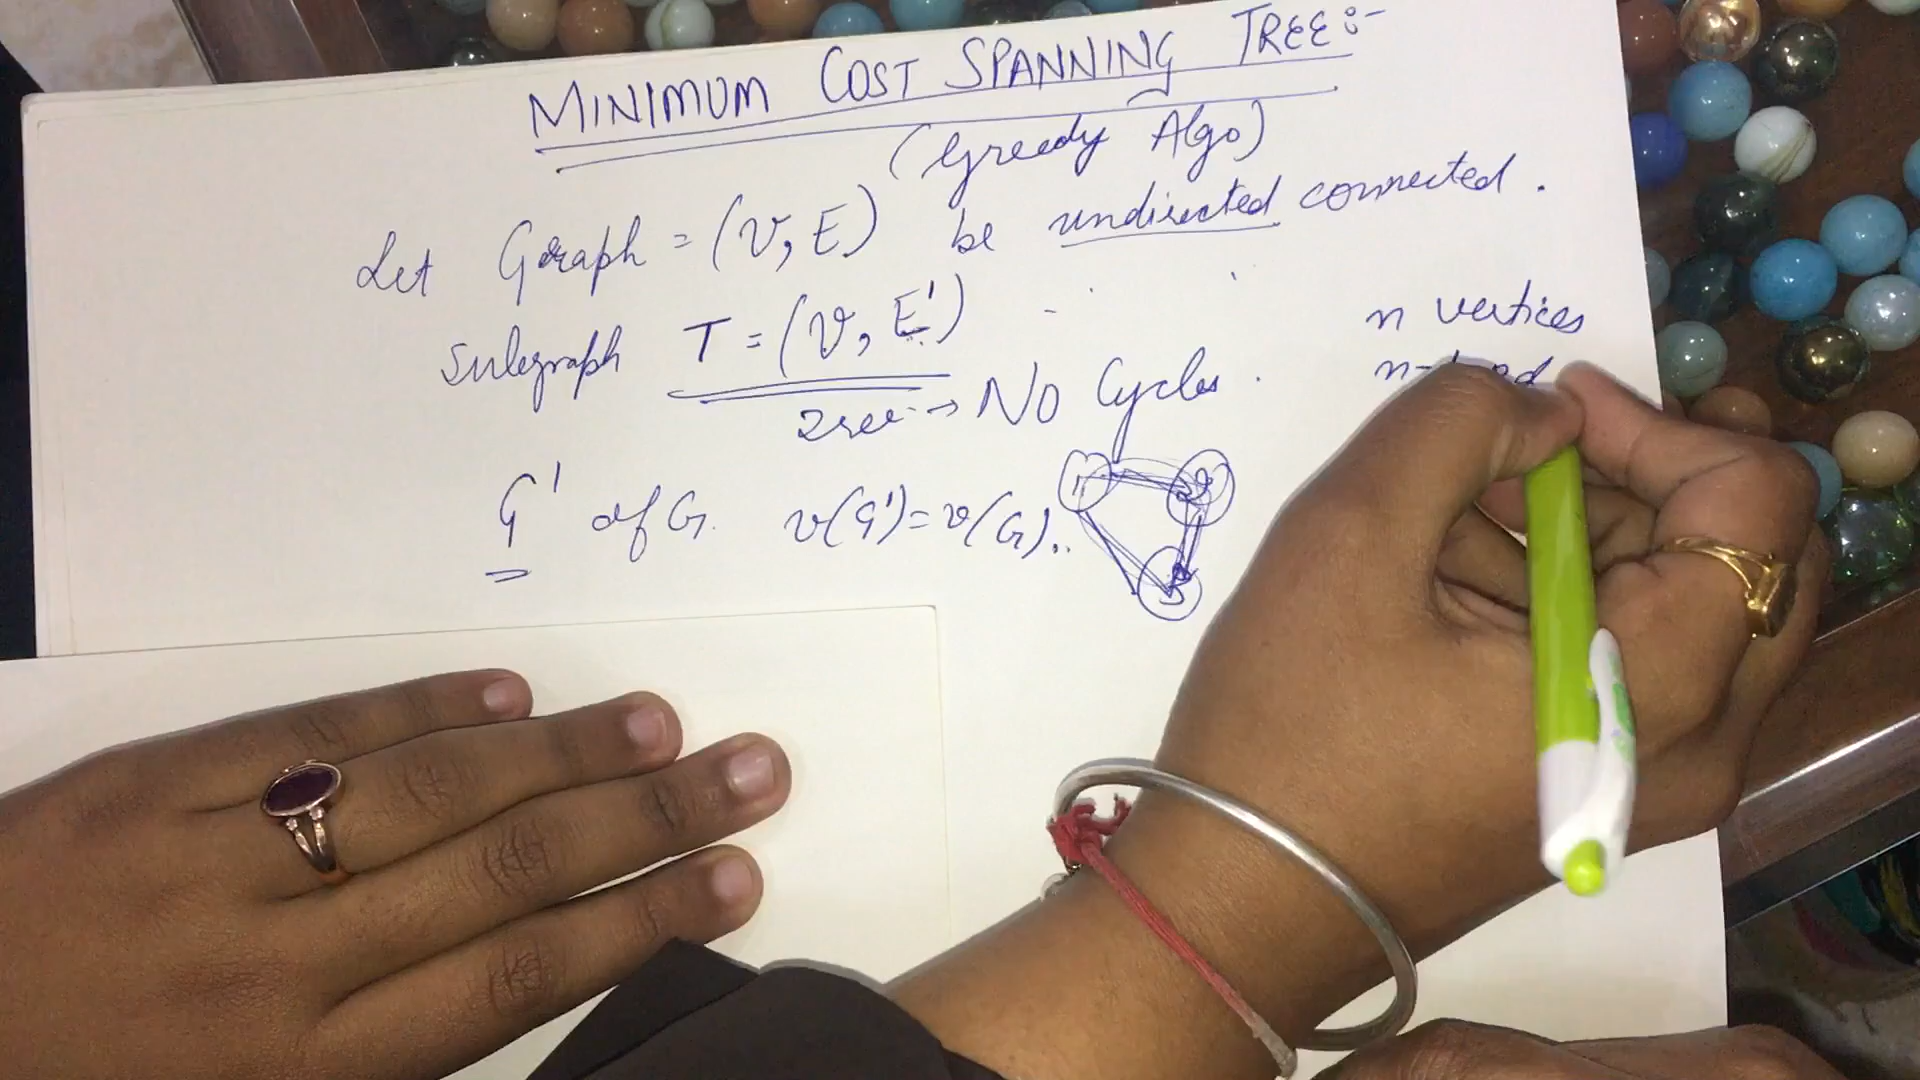 MINIMUM COST SPANNING TREE:-
(Greedy Algo)
Let Graph = (V, E) be undirected connected.
Subgraph T = (V, E')
→ No Cycles.
G' of G. V(G') = V(G)..
1 2
3
n vertices
n-1